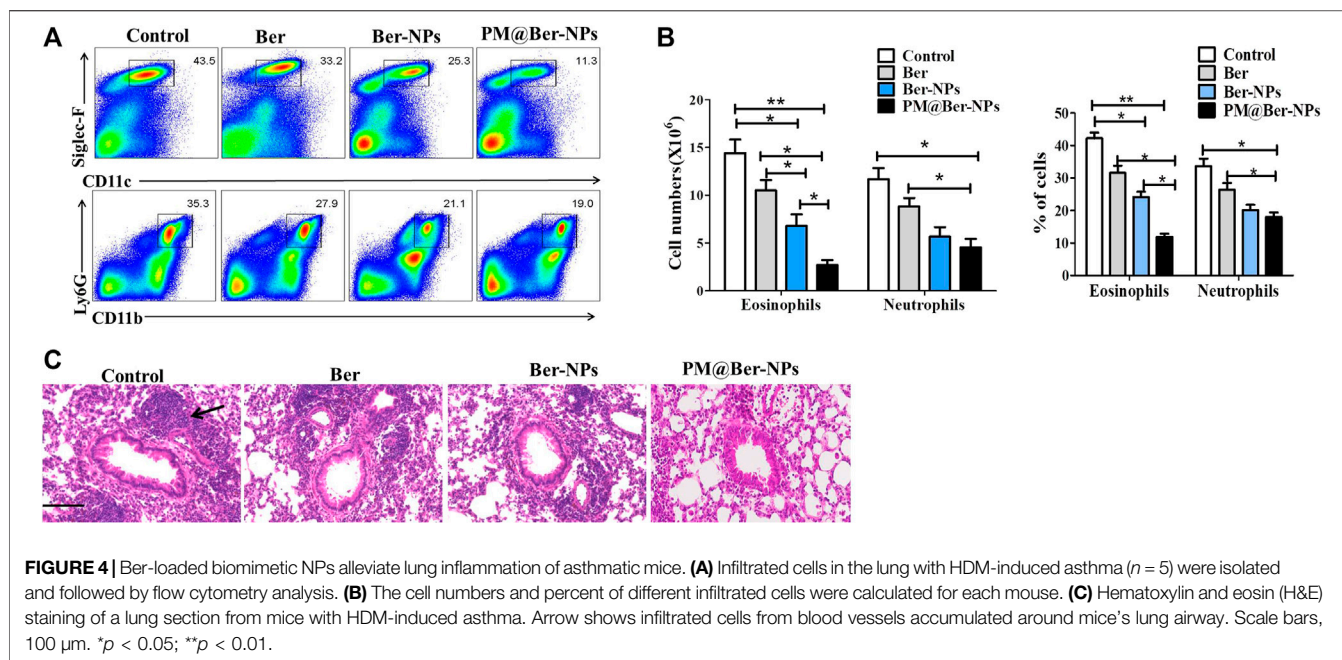 A
Control
Ber
Ber-NPs
PM@Ber-NPs
43.5
33.2
25.3
11.3
Siglec-F
CD11c
35.3
27.9
21.1
19.0
Ly6G
CD11b
B
Control
Ber
Ber-NPs
PM@Ber-NPs
Cell numbers(X10⁶)
20
15
10
5
0
**
*
*
*
*
*
*
Eosinophils
Neutrophils
Control
Ber
Ber-NPs
PM@Ber-NPs
% of cells
50
40
30
20
10
0
**
*
*
*
*
*
Eosinophils
Neutrophils
C
Control
Ber
Ber-NPs
PM@Ber-NPs
FIGURE 4 | Ber-loaded biomimetic NPs alleviate lung inflammation of asthmatic mice. (A) Infiltrated cells in the lung with HDM-induced asthma (n = 5) were isolated
and followed by flow cytometry analysis. (B) The cell numbers and percent of different infiltrated cells were calculated for each mouse. (C) Hematoxylin and eosin (H&E)
staining of a lung section from mice with HDM-induced asthma. Arrow shows infiltrated cells from blood vessels accumulated around mice's lung airway. Scale bars,
100 μm. *p < 0.05; **p < 0.01.